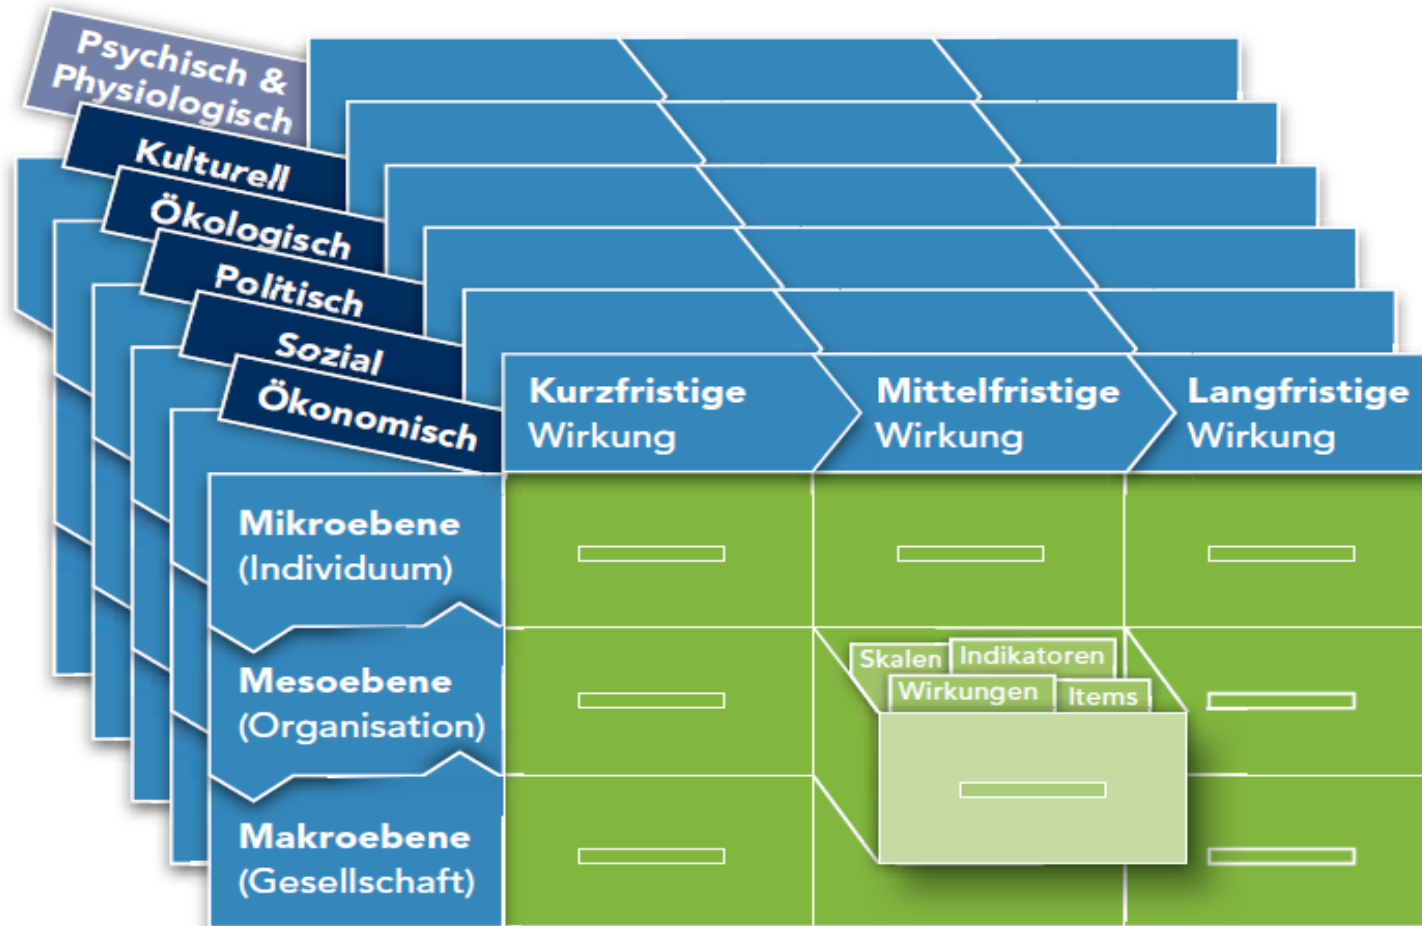 Psychisch &
Physiologisch
Kulturell
Ökologisch
Politisch
Sozial
Ökonomisch
Kurzfristige
Wirkung
Mittelfristige
Wirkung
Langfristige
Wirkung
Mikroebene
(Individuum)
Mesoebene
(Organisation)
Makroebene
(Gesellschaft)
Skalen
Indikatoren
Wirkungen
Items